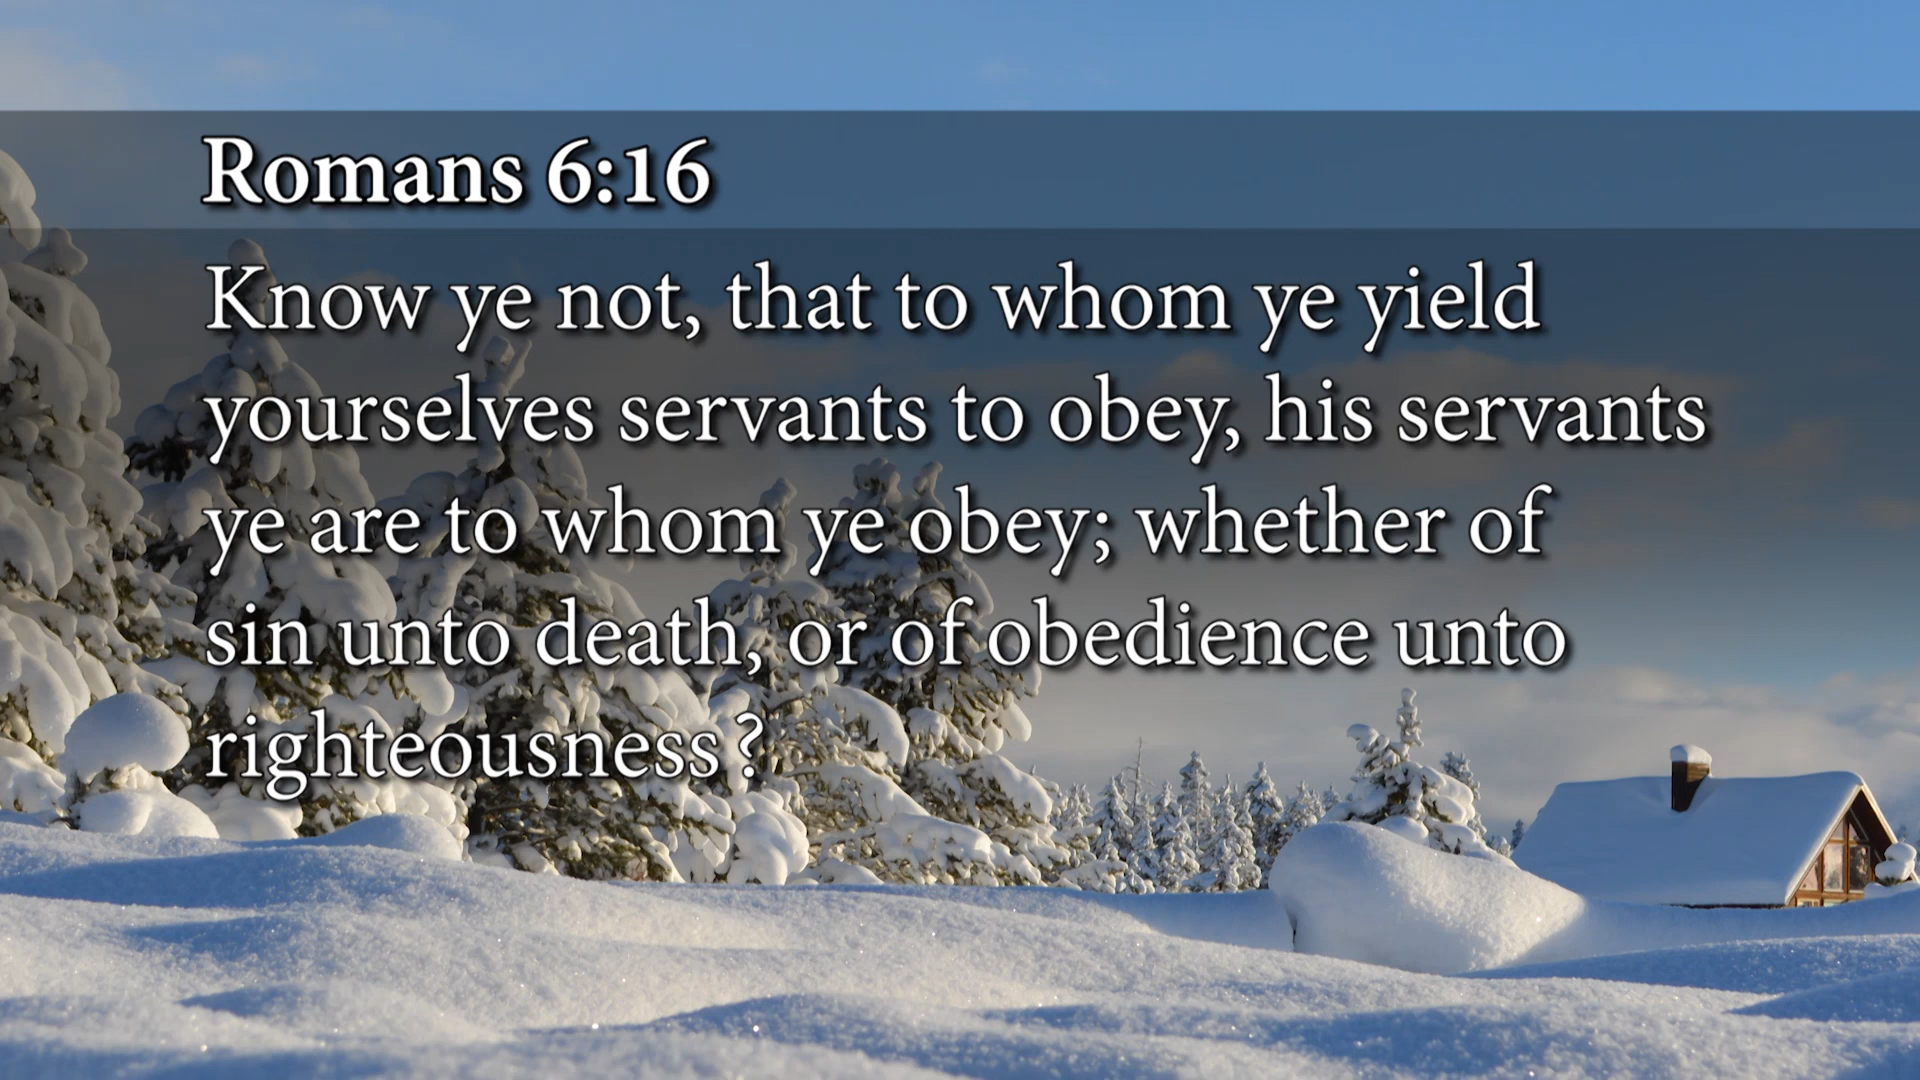 Romans 6:16
Know ye not, that to whom ye yield
yourselves servants to obey, his servants
ye are to whom ye obey; whether of
sin unto death, or of obedience unto
righteousness?